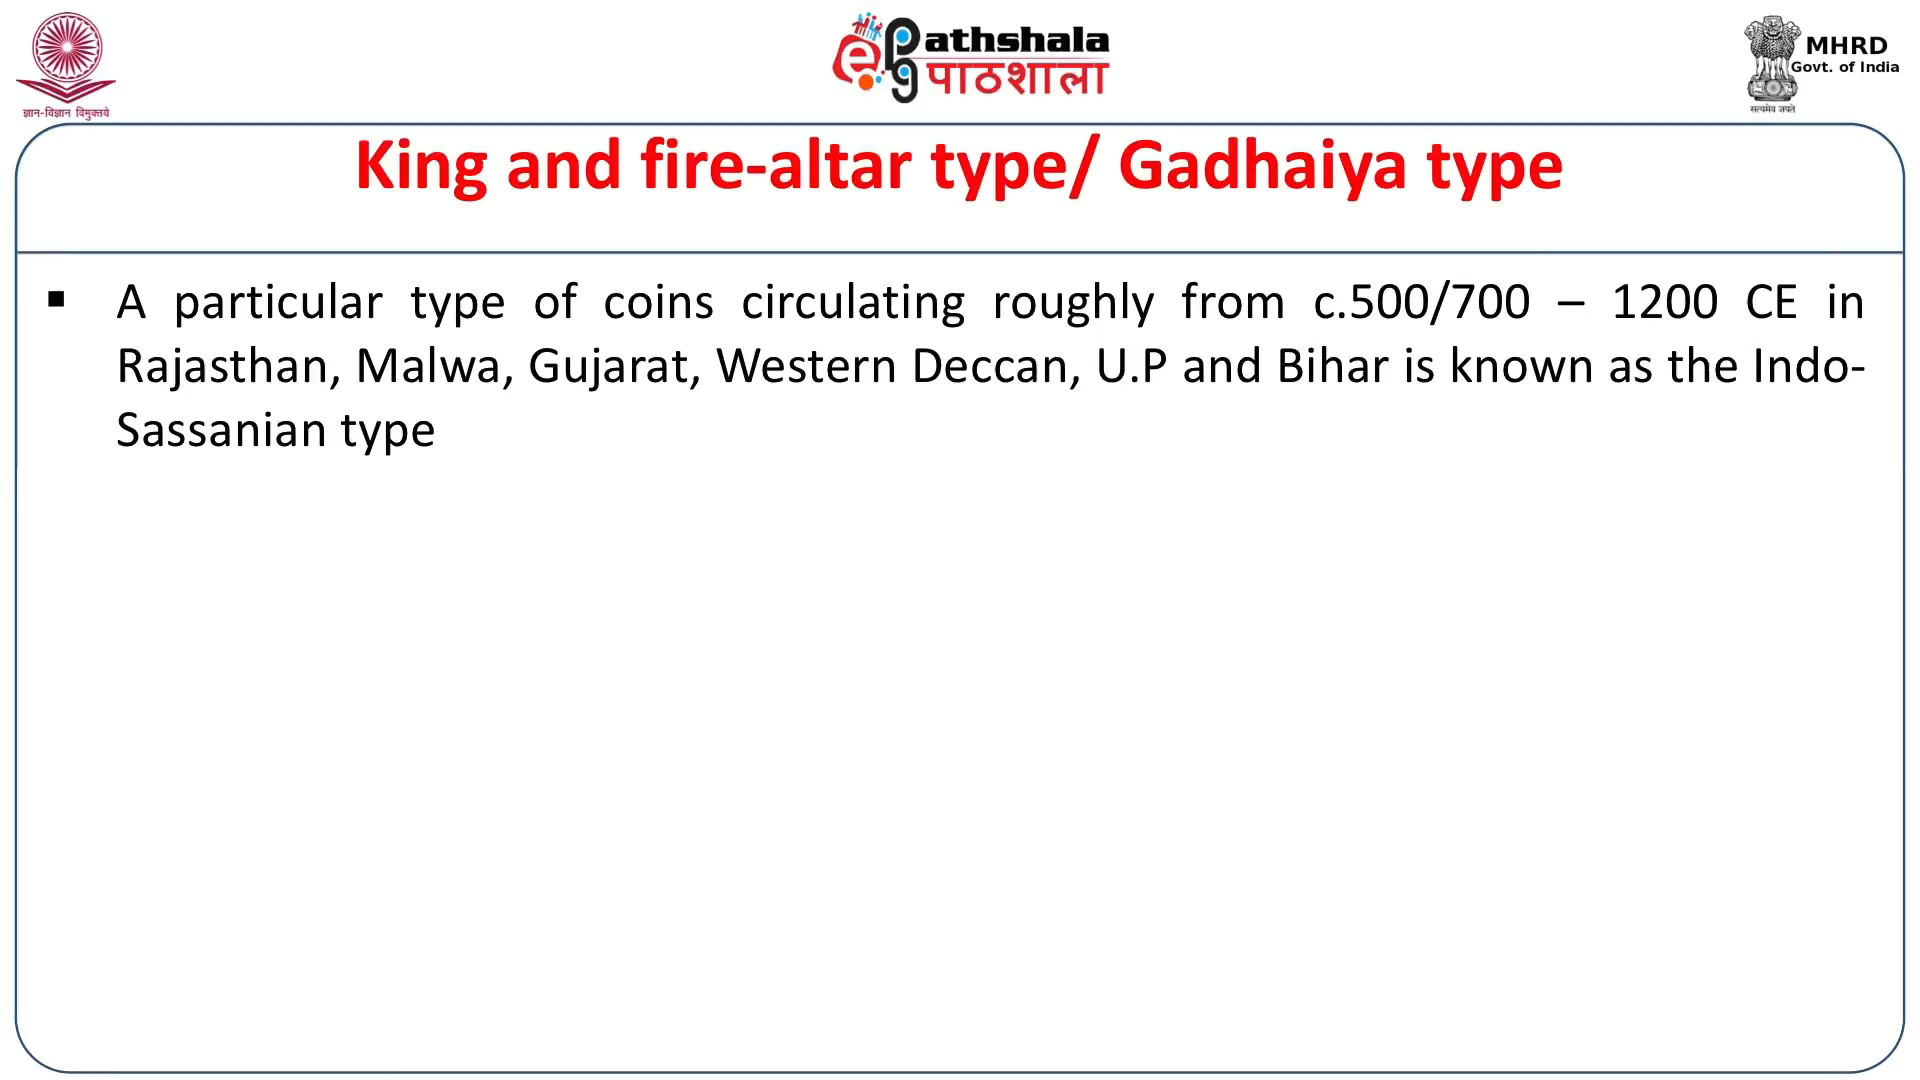 ज्ञान-विज्ञान विमुक्तये
e
pg
athshala
पाठशाला
MHRD
Govt. of India
सत्यमेव जयते
King and fire-altar type/ Gadhaiya type
▪ A particular type of coins circulating roughly from c.500/700 – 1200 CE in
Rajasthan, Malwa, Gujarat, Western Deccan, U.P and Bihar is known as the Indo-
Sassanian type